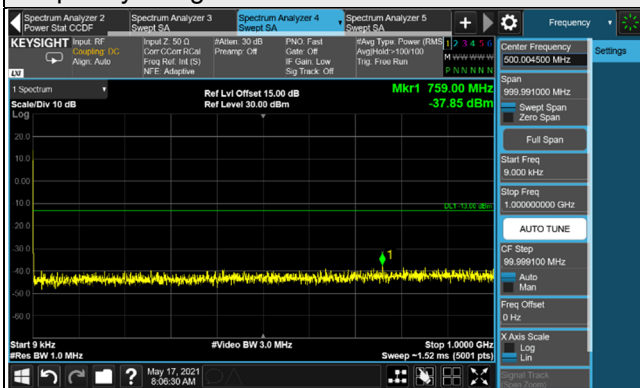 Spectrum Analyzer 2
Power Stat CCDF
Spectrum Analyzer 3
Swept SA
Spectrum Analyzer 4
Swept SA
Spectrum Analyzer 5
Swept SA
+
Frequency
KEYSIGHT
Input: RF
Coupling: DC
Align: Auto
Input Z: 50 Ω
Corr CCorr RCal
Freq Ref: Int (S)
NFE: Adaptive
#Atten: 30 dB
Preamp: Off
PNO: Fast
Gate: Off
IF Gain: Low
Sig Track: Off
#Avg Type: Power (RMS)
Avg|Hold:>100/100
Trig: Free Run
1 2 3 4 5 6
M W W W W W
P N N N N N
LXI
1 Spectrum
Scale/Div 10 dB
Log
Ref Lvl Offset 15.00 dB
Ref Level 30.00 dBm
Mkr1 759.00 MHz
-37.85 dBm
20.0
10.0
0.00
-10.0
-20.0
-30.0
-40.0
-50.0
-60.0
DL1 -13.00 dBm
1
Start 9 kHz
#Res BW 1.0 MHz
#Video BW 3.0 MHz
Stop 1.0000 GHz
Sweep ~1.52 ms (5001 pts)
May 17, 2021
8:06:30 AM
Center Frequency
500.004500 MHz
Span
999.991000 MHz
Swept Span
Zero Span
Full Span
Start Freq
9.000 kHz
Stop Freq
1.000000000 GHz
AUTO TUNE
CF Step
99.999100 MHz
Auto
Man
Freq Offset
0 Hz
X Axis Scale
Log
Lin
Signal Track
(Span Zoom)
Settings